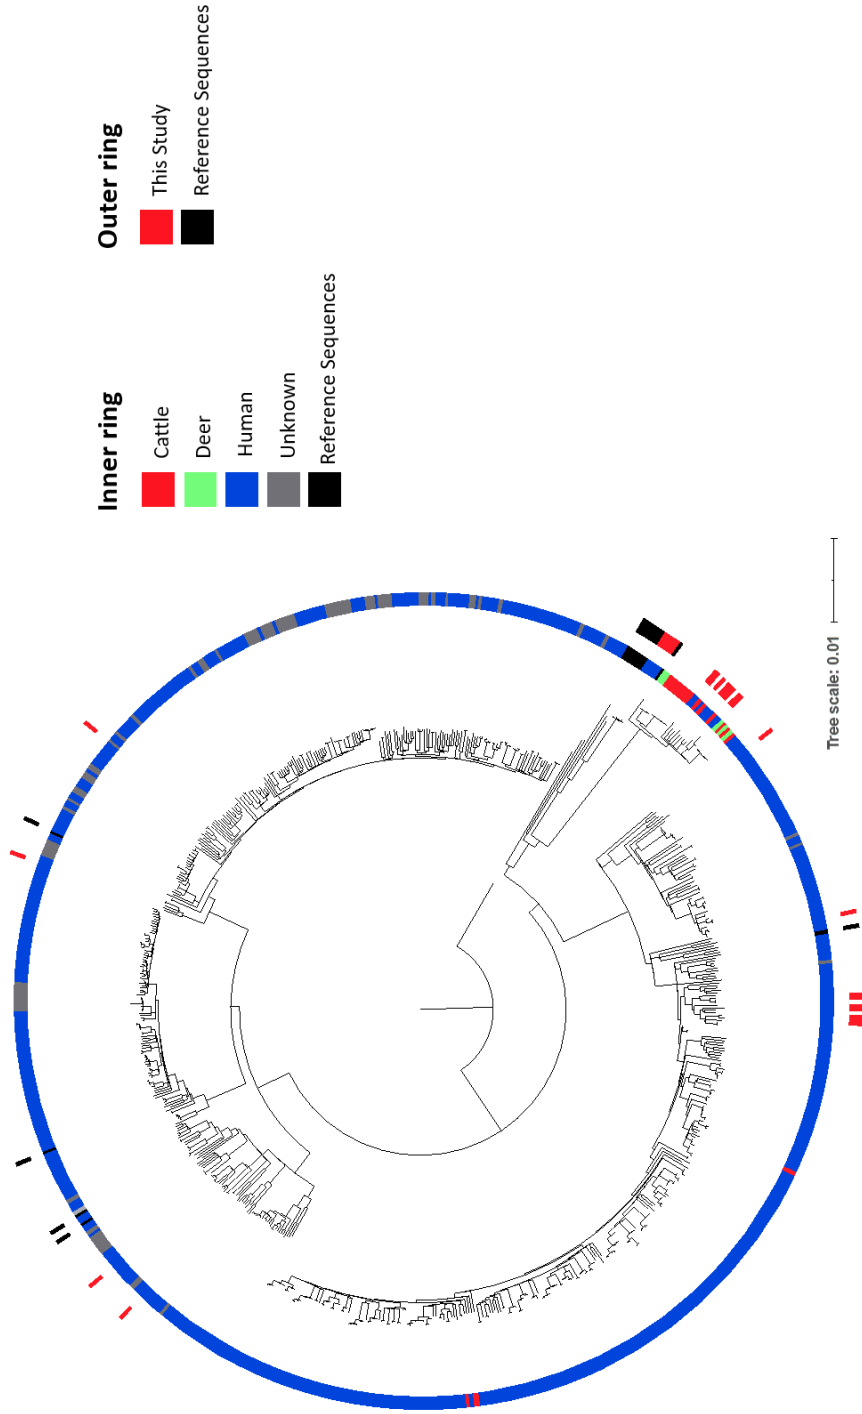 Inner ring
Cattle
Deer
Human
Unknown
Reference Sequences
Outer ring
This Study
Reference Sequences
Tree scale: 0.01